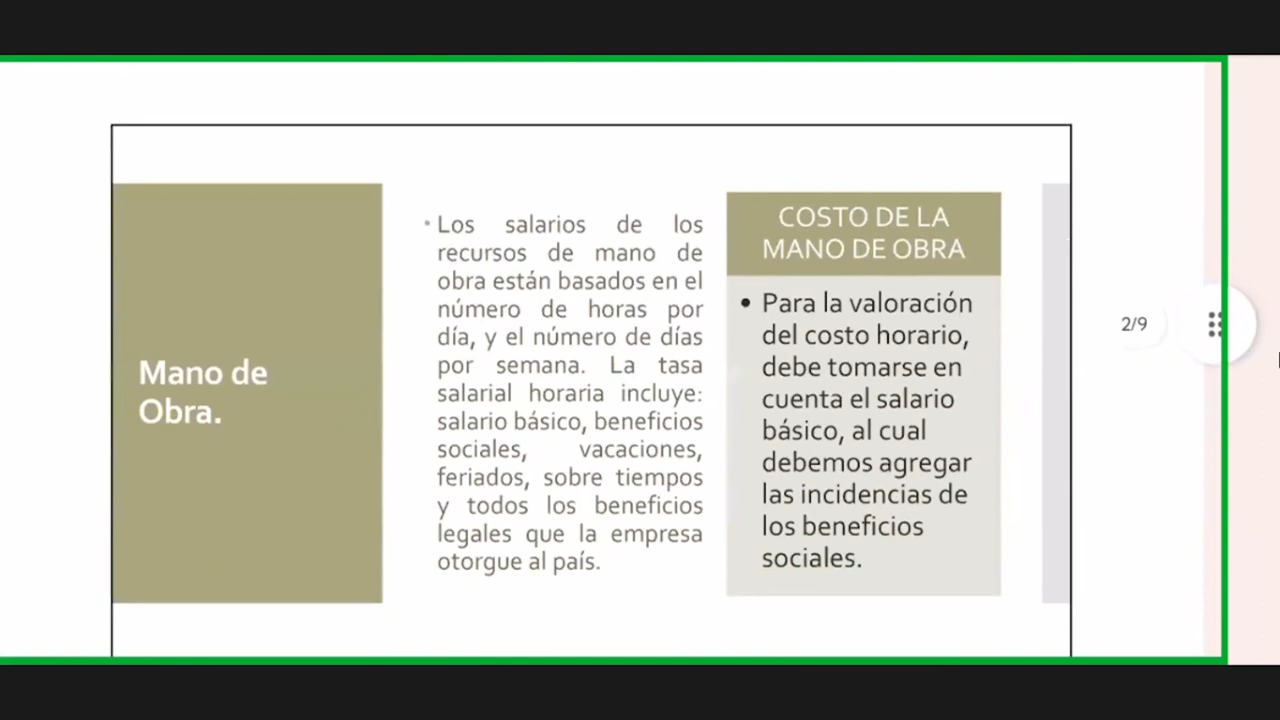 Mano de
Obra.
• Los salarios de los
recursos de mano de
obra están basados en el
número de horas por
día, y el número de días
por semana. La tasa
salarial horaria incluye:
salario básico, beneficios
sociales, vacaciones,
feriados, sobre tiempos
y todos los beneficios
legales que la empresa
otorgue al país.
COSTO DE LA
MANO DE OBRA
• Para la valoración
del costo horario,
debe tomarse en
cuenta el salario
básico, al cual
debemos agregar
las incidencias de
los beneficios
sociales.
2/9